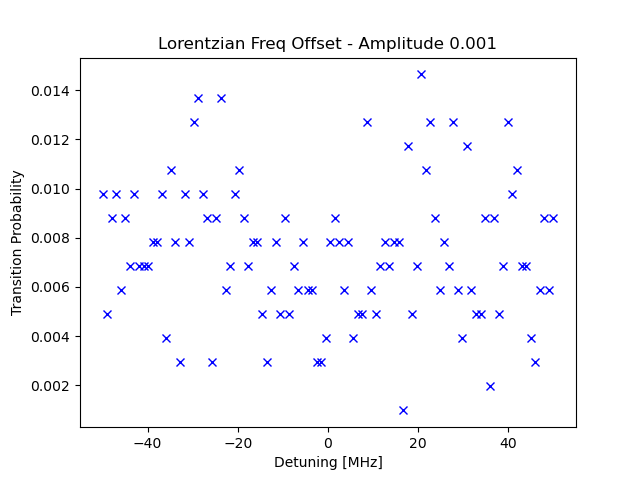 Lorentzian Freq Offset - Amplitude 0.001
Transition Probability
0.014
0.012
0.010
0.008
0.006
0.004
0.002
−40 −20 0 20 40
Detuning [MHz]